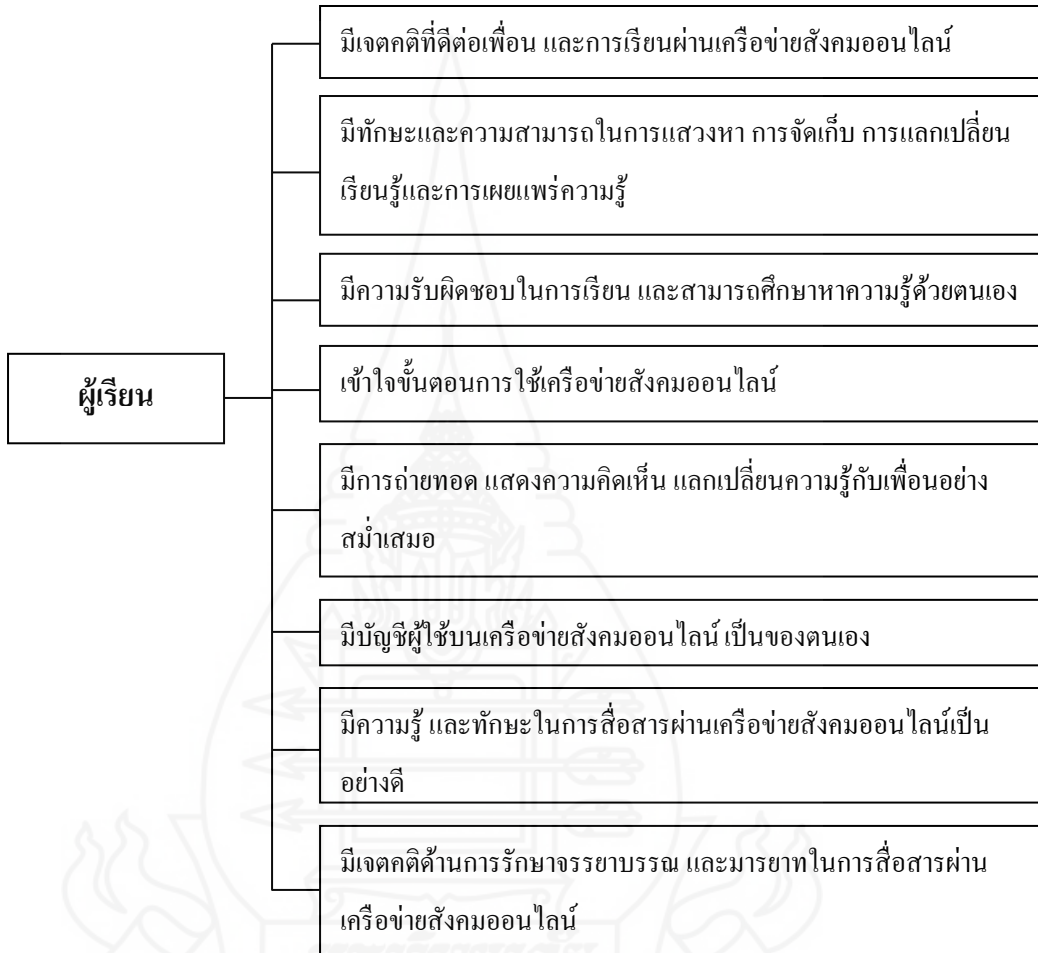 มีเจตคติที่ดีต่อเพื่อน และการเรียนผ่านเครือข่ายสังคมออนไลน์
มีทักษะและความสามารถในการแสวงหา การจัดเก็บ การแลกเปลี่ยน
เรียนรู้และการเผยแพร่ความรู้
มีความรับผิดชอบในการเรียน และสามารถศึกษาหาความรู้ด้วยตนเอง
ผู้เรียน
เข้าใจขั้นตอนการใช้เครือข่ายสังคมออนไลน์
มีการถ่ายทอด แสดงความคิดเห็น แลกเปลี่ยนความรู้กับเพื่อนอย่าง
สม่ำเสมอ
มีบัญชีผู้ใช้บนเครือข่ายสังคมออนไลน์ เป็นของตนเอง
มีความรู้ และทักษะในการสื่อสารผ่านเครือข่ายสังคมออนไลน์เป็น
อย่างดี
มีเจตคติด้านการรักษาจรรยาบรรณ และมารยาทในการสื่อสารผ่าน
เครือข่ายสังคมออนไลน์